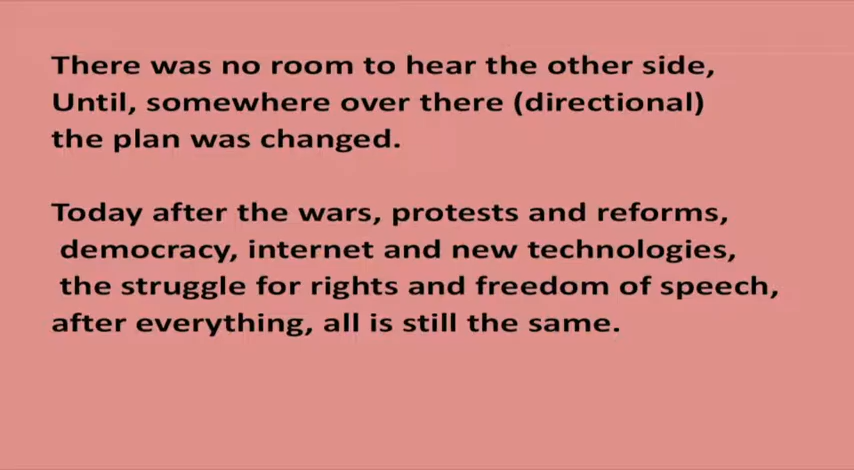 There was no room to hear the other side,
Until, somewhere over there (directional)
the plan was changed.
Today after the wars, protests and reforms,
democracy, internet and new technologies,
the struggle for rights and freedom of speech,
after everything, all is still the same.